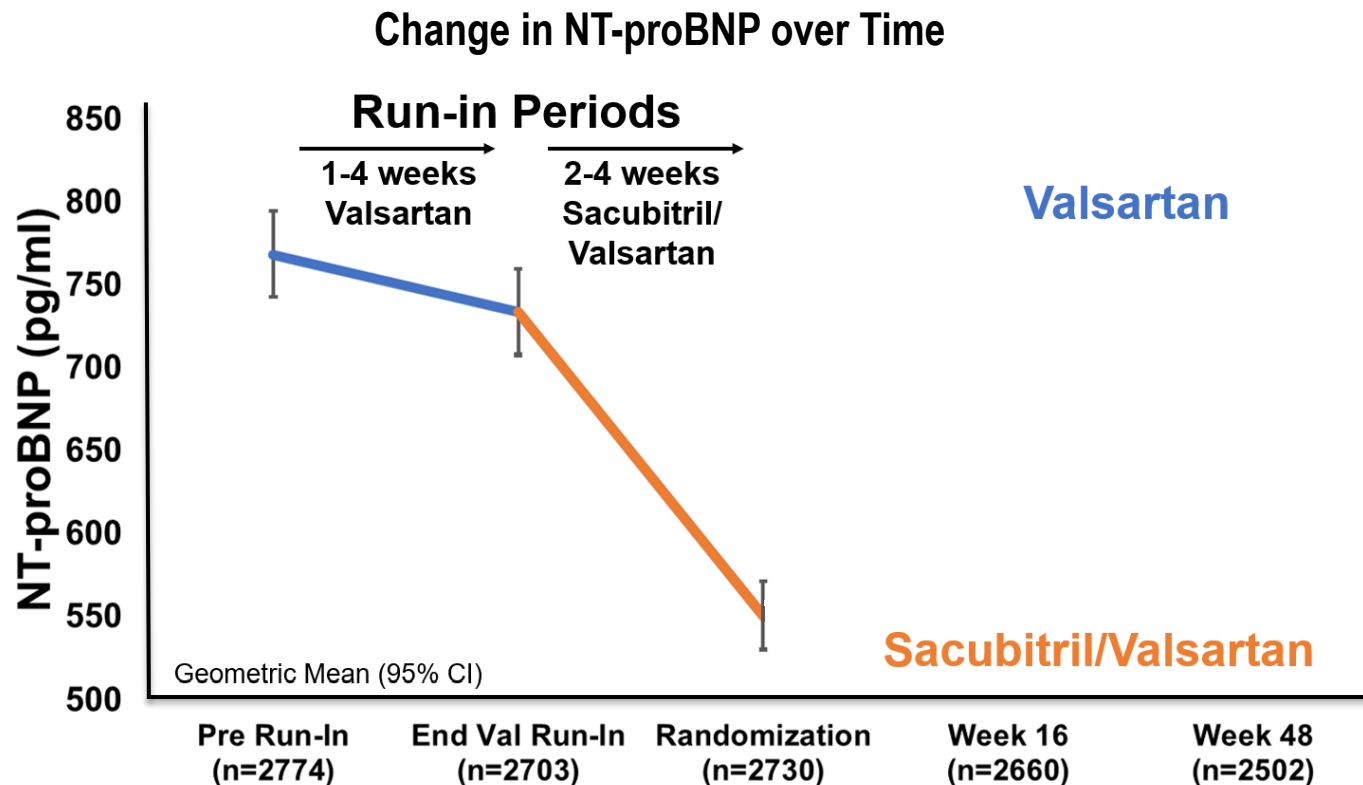 Change in NT-proBNP over Time
Run-in Periods
1-4 weeks
Valsartan
2-4 weeks
Sacubitril/
Valsartan
Valsartan
Sacubitril/Valsartan
NT-proBNP (pg/ml)
850
800
750
700
650
600
550
500
Geometric Mean (95% CI)
Pre Run-In
(n=2774)
End Val Run-In
(n=2703)
Randomization
(n=2730)
Week 16
(n=2660)
Week 48
(n=2502)